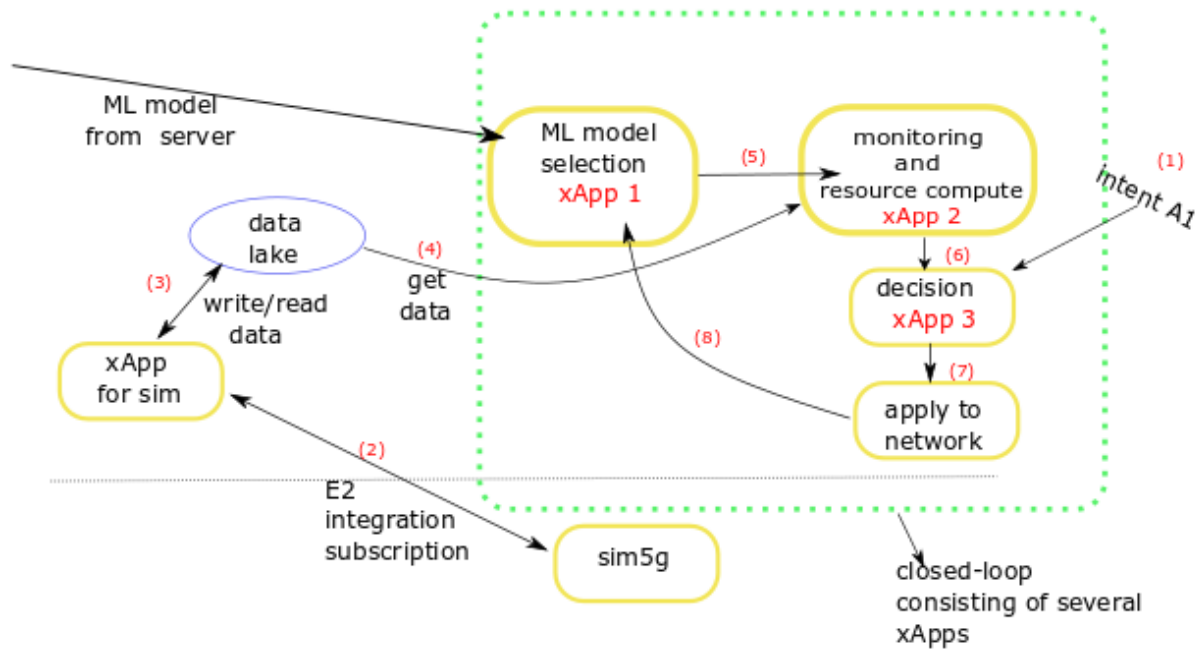 ML model
from server
ML model
selection
xApp 1
(5)
monitoring
and
resource compute
xApp 2
(1)
intent A1
data
lake
(4)
get
data
(3)
write/read
data
(6)
decision
xApp 3
(8)
(7)
xApp
for sim
apply to
network
(2)
E2
integration
subscription
sim5g
closed-loop
consisting of several
xApps